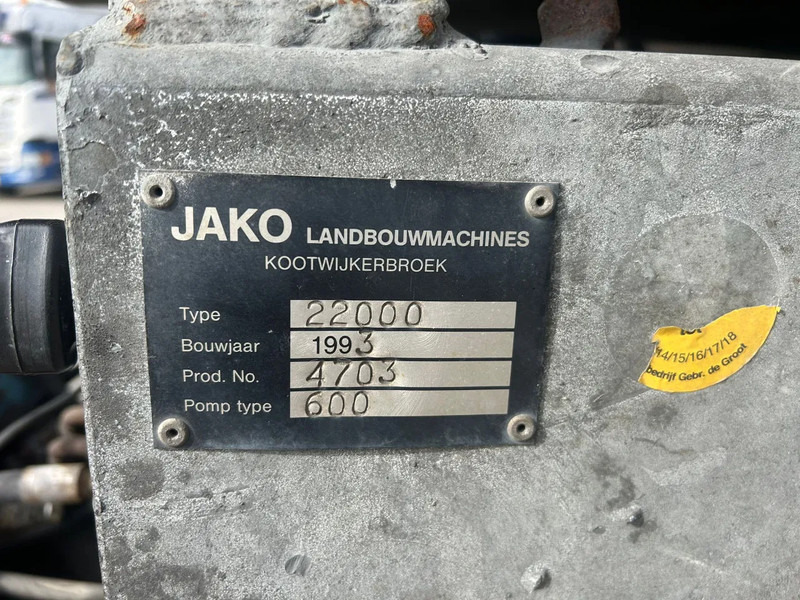 JAKO LANDBOUWMACHINES
KOOTWIJKERBROEK
Type 22000
Bouwjaar 1993
Prod. No. 4703
Pomp type 600
tot
14/15/16/17/18
bedrijf Gebr. de Groot